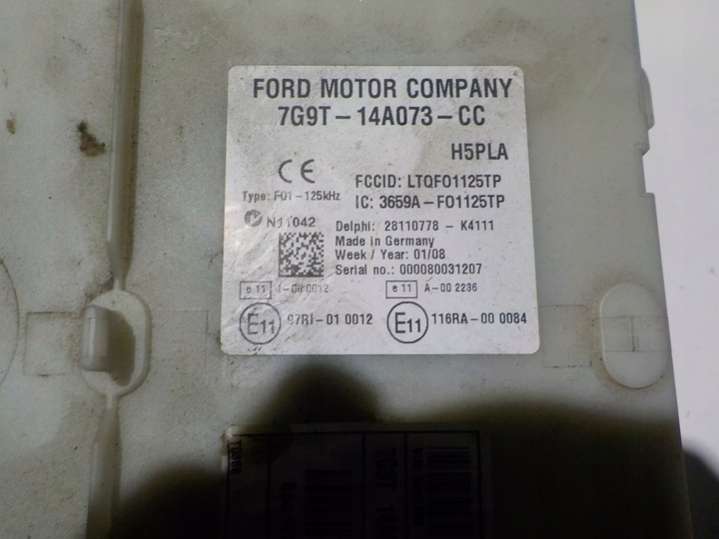 FORD MOTOR COMPANY
7G9T-14A073-CC
H5PLA
CE
Type: F01-125kHz
FCCID: LTQFO1125TP
IC: 3659A-FO1125TP
N11042
Delphi: 28110778 - K4111
Made in Germany
Week / Year: 01/08
Serial no.: 000080031207
e 11
e 11 A-00 2236
E11 97RI-01 0012
E11 116RA-00 0084